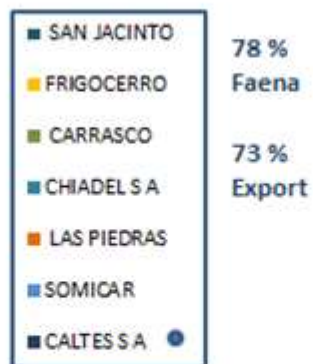 SAN JACINTO
FRIGOCERRO
CARRASCO
CHIADEL S A
LAS PIEDRAS
SOMICAR
CALTES S A
78 %
Faena
73 %
Export